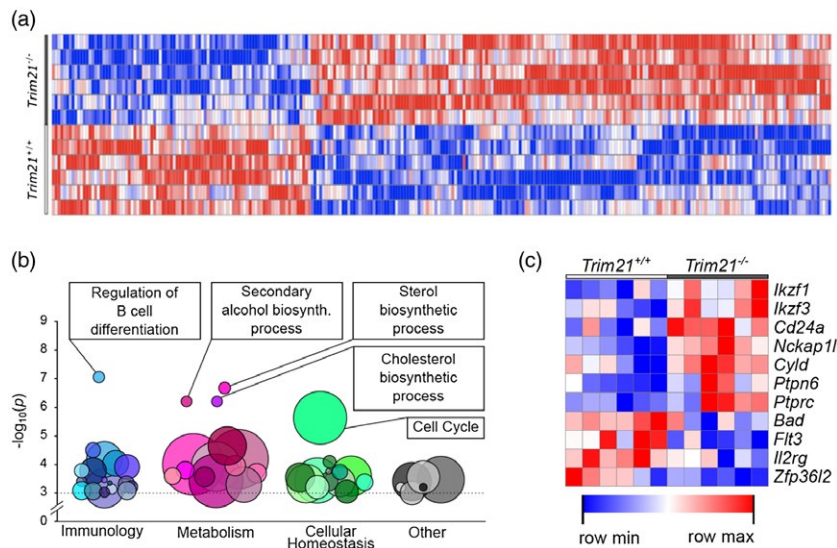 (a)
Trim21-/-
Trim21+/+
(b)
Regulation of
B cell
differentiation
Secondary
alcohol biosynth.
process
Sterol
biosynthetic
process
Cholesterol
biosynthetic
process
Cell Cycle
-log10(p)
9
8
7
6
5
4
3
0
Immunology
Metabolism
Cellular
Homeostasis
Other
(c)
Trim21+/+ Trim21-/-
Ikzf1
Ikzf3
Cd24a
Nckap1l
Cyld
Ptpn6
Ptprc
Bad
Flt3
Il2rg
Zfp36l2
row min row max